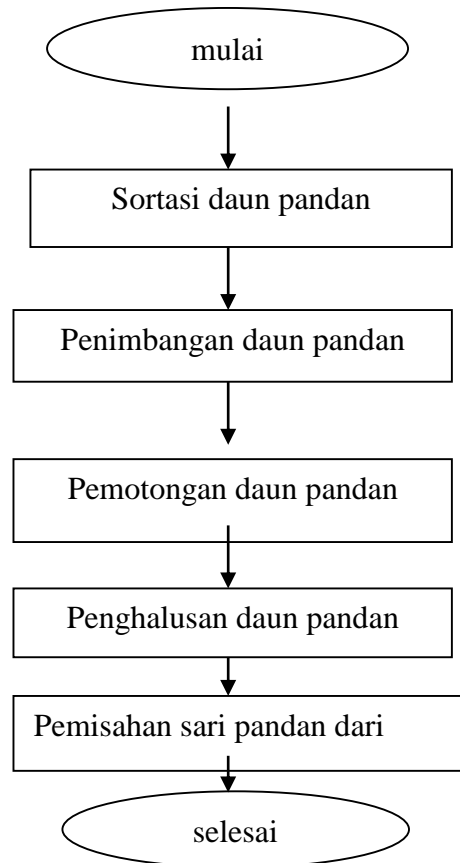 mulai
Sortasi daun pandan
Penimbangan daun pandan
Pemotongan daun pandan
Penghalusan daun pandan
Pemisahan sari pandan dari
selesai